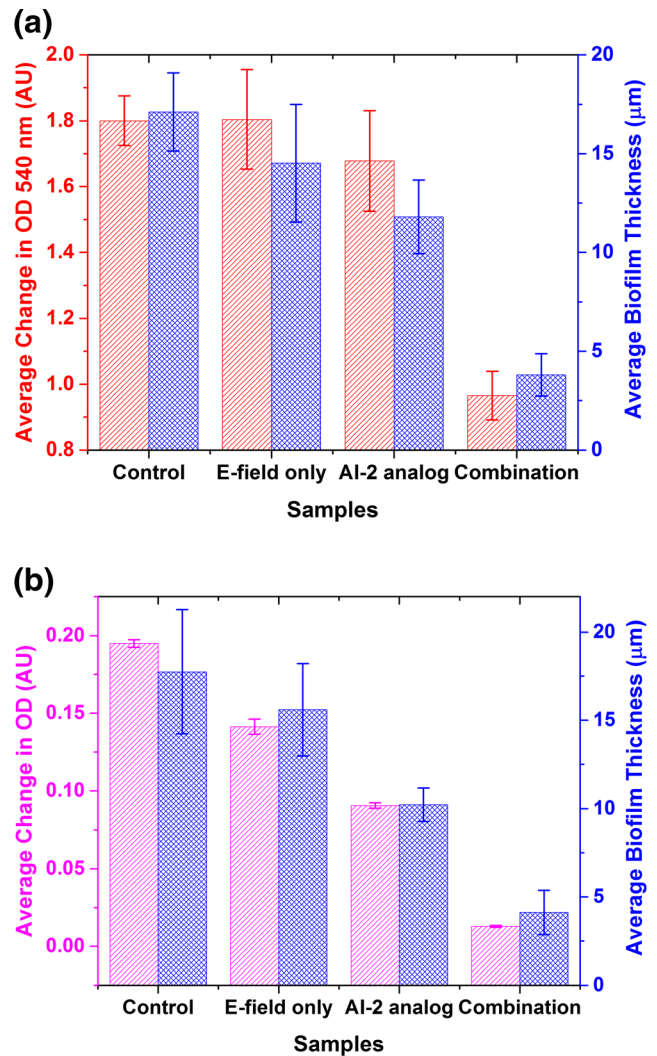 (a)
Average Change in OD 540 nm (AU)
2.0
1.8
1.6
1.4
1.2
1.0
0.8
20
15
10
5
0
Average Biofilm Thickness (μm)
Control E-field only AI-2 analog Combination
Samples
(b)
Average Change in OD (AU)
0.20
0.15
0.10
0.05
0.00
20
15
10
5
0
Average Biofilm Thickness (μm)
Control E-field only AI-2 analog Combination
Samples